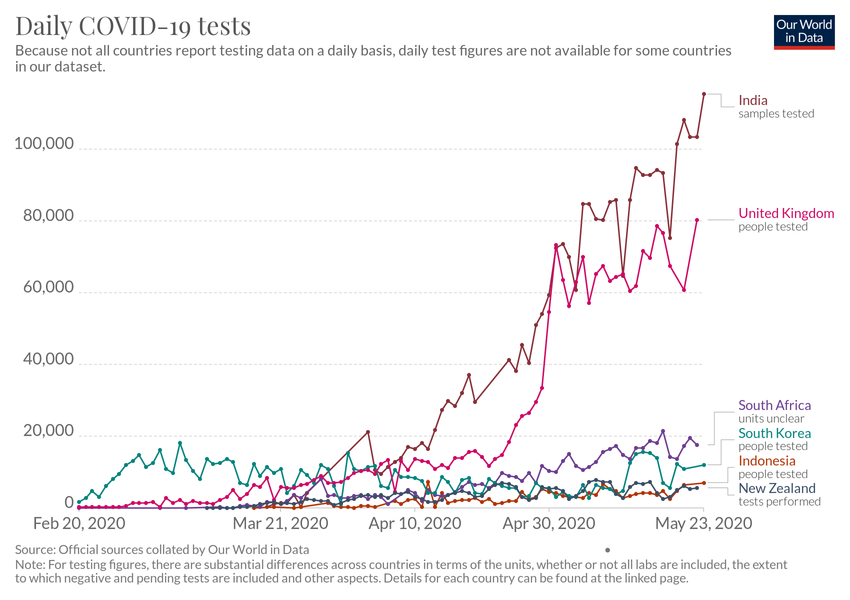 Daily COVID-19 tests
Our World
in Data
Because not all countries report testing data on a daily basis, daily test figures are not available for some countries
in our dataset.
India
samples tested
100,000
80,000
United Kingdom
people tested
60,000
40,000
20,000
South Africa
units unclear
South Korea
people tested
Indonesia
people tested
New Zealand
tests performed
0
Feb 20, 2020
Mar 21, 2020
Apr 10, 2020
Apr 30, 2020
May 23, 2020
Source: Official sources collated by Our World in Data
Note: For testing figures, there are substantial differences across countries in terms of the units, whether or not all labs are included, the extent
to which negative and pending tests are included and other aspects. Details for each country can be found at the linked page.